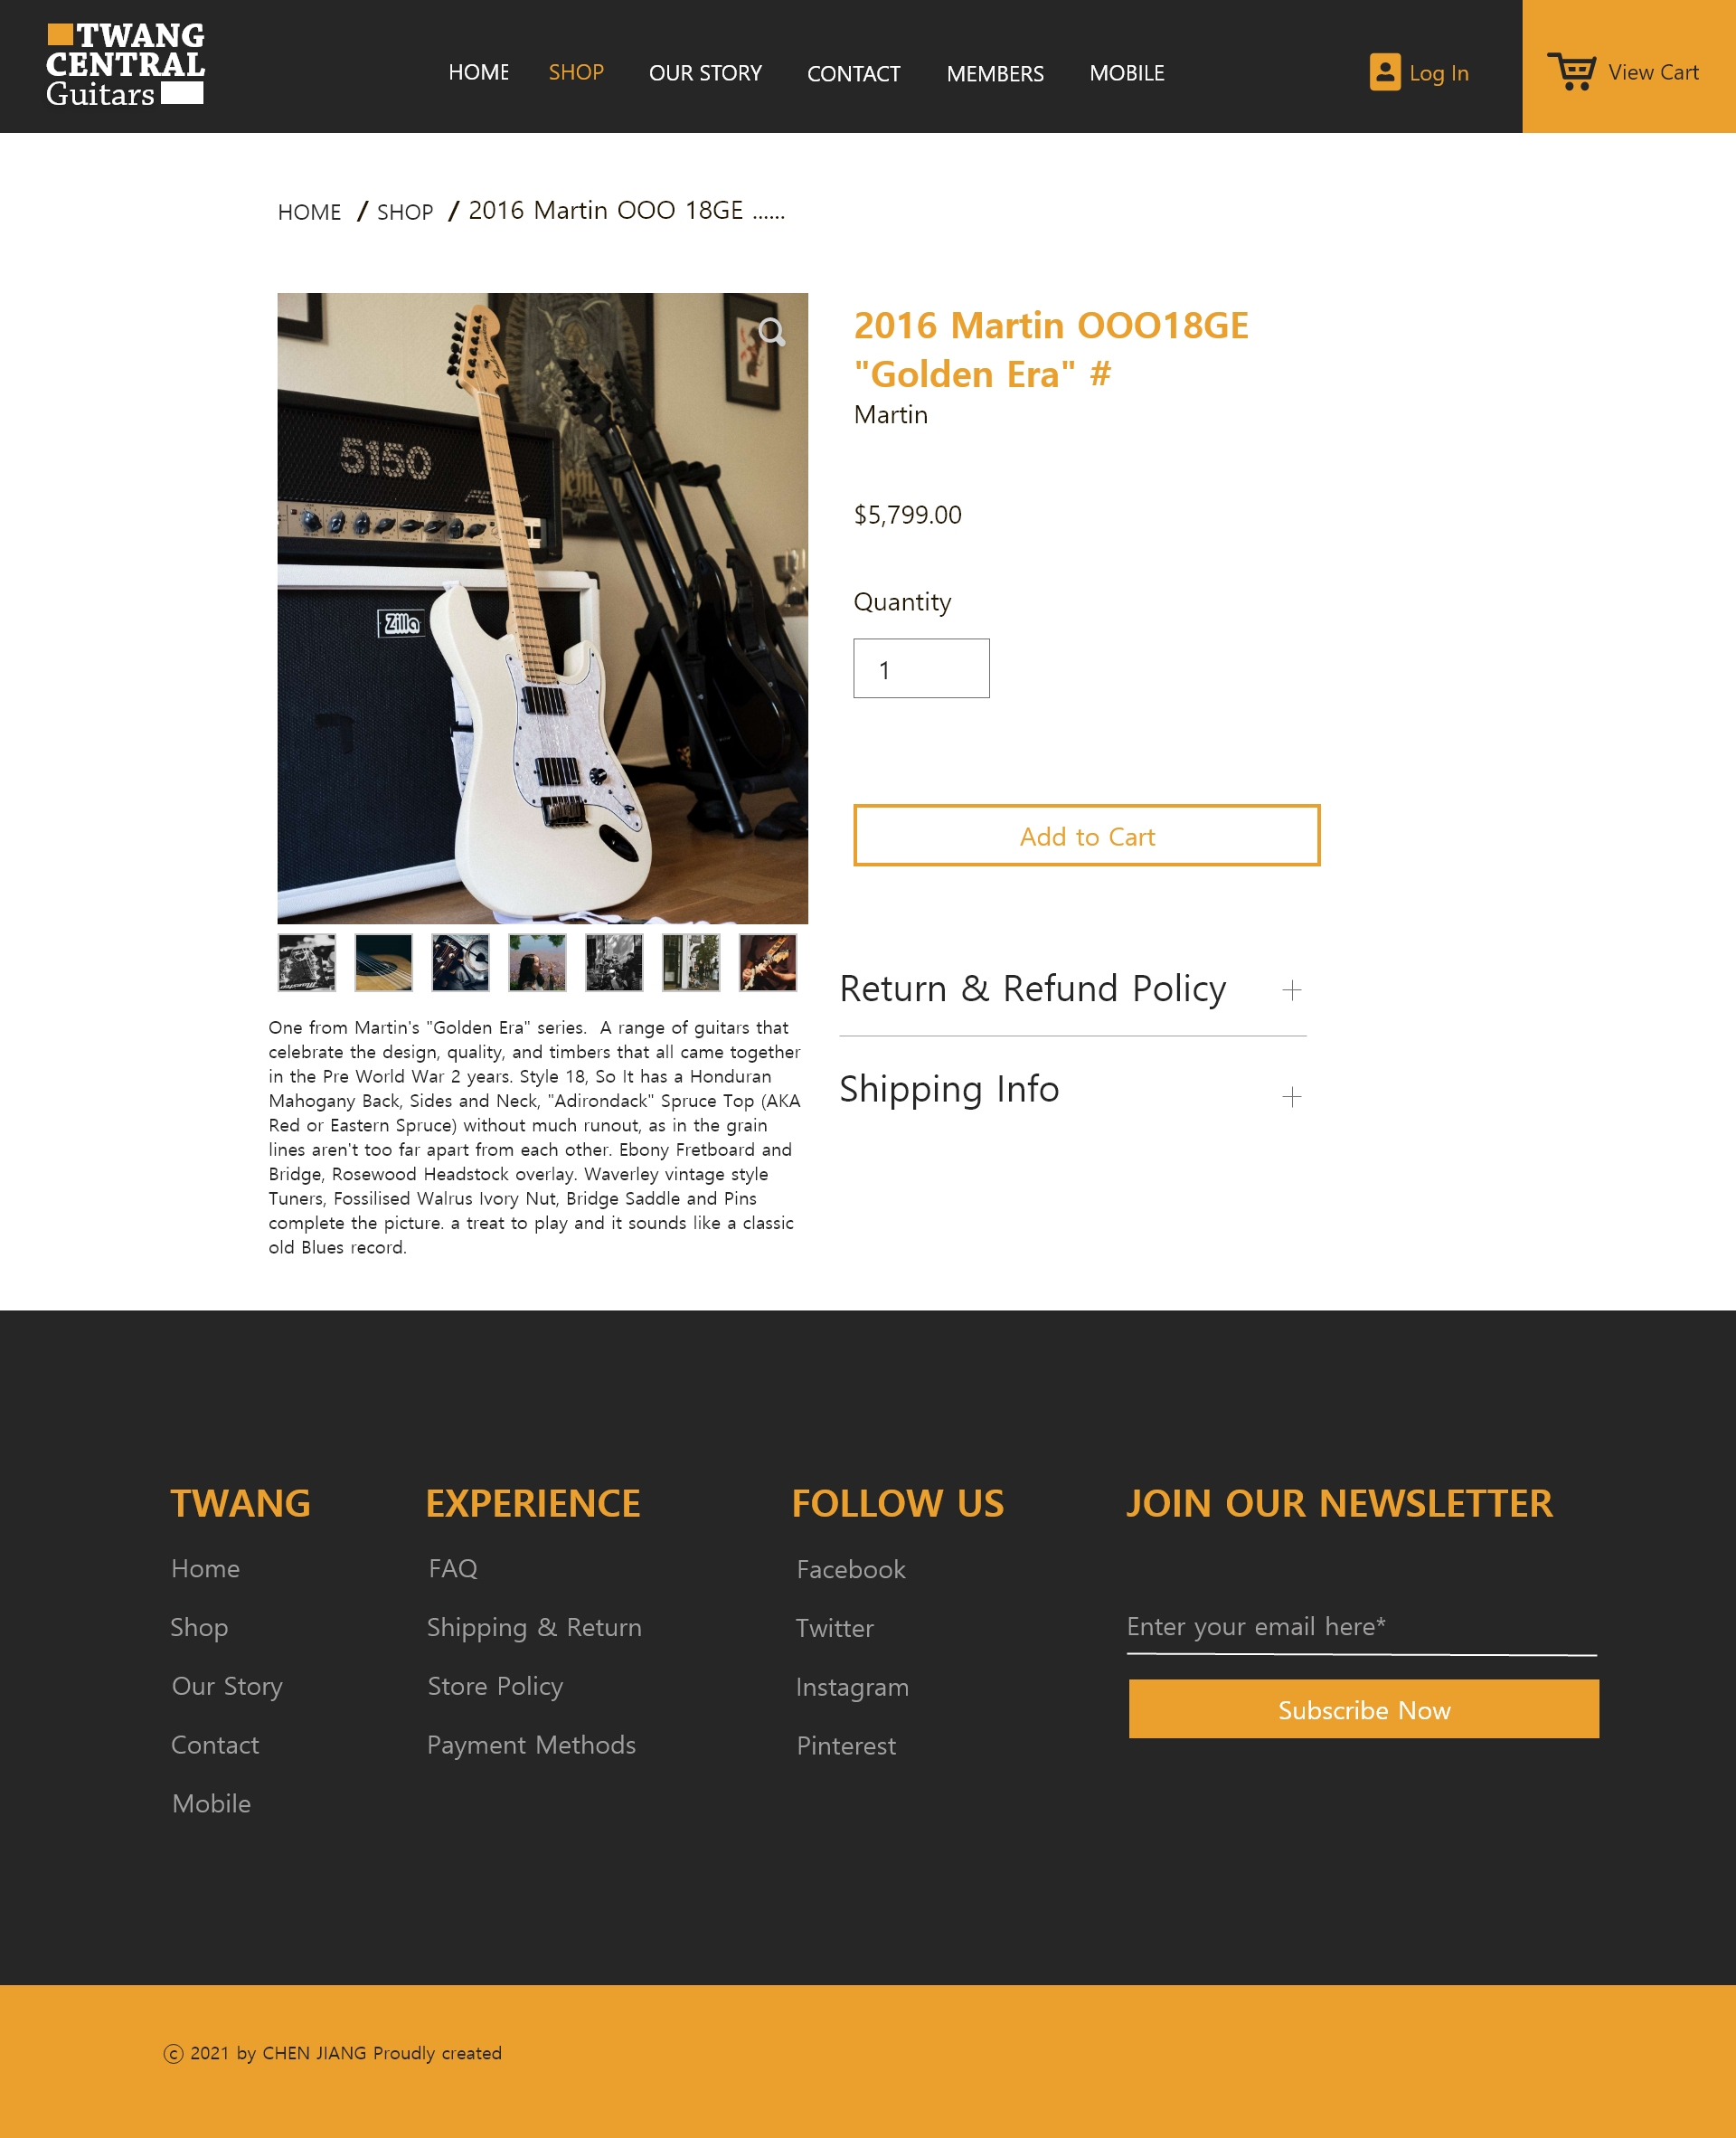 TWANG
CENTRAL
Guitars
HOME SHOP OUR STORY CONTACT MEMBERS MOBILE
Log In
View Cart
HOME / SHOP / 2016 Martin OOO 18GE ......
5150
Zilla
2016 Martin OOO18GE
"Golden Era" #
Martin
$5,799.00
Quantity
1
Add to Cart
Return & Refund Policy
Shipping Info
One from Martin's "Golden Era" series.  A range of guitars that
celebrate the design, quality, and timbers that all came together
in the Pre World War 2 years. Style 18, So It has a Honduran
Mahogany Back, Sides and Neck, "Adirondack" Spruce Top (AKA
Red or Eastern Spruce) without much runout, as in the grain
lines aren't too far apart from each other. Ebony Fretboard and
Bridge, Rosewood Headstock overlay. Waverley vintage style
Tuners, Fossilised Walrus Ivory Nut, Bridge Saddle and Pins
complete the picture. a treat to play and it sounds like a classic
old Blues record.
TWANG
Home
Shop
Our Story
Contact
Mobile
EXPERIENCE
FAQ
Shipping & Return
Store Policy
Payment Methods
FOLLOW US
Facebook
Twitter
Instagram
Pinterest
JOIN OUR NEWSLETTER
Enter your email here*
Subscribe Now
ⓒ 2021 by CHEN JIANG Proudly created